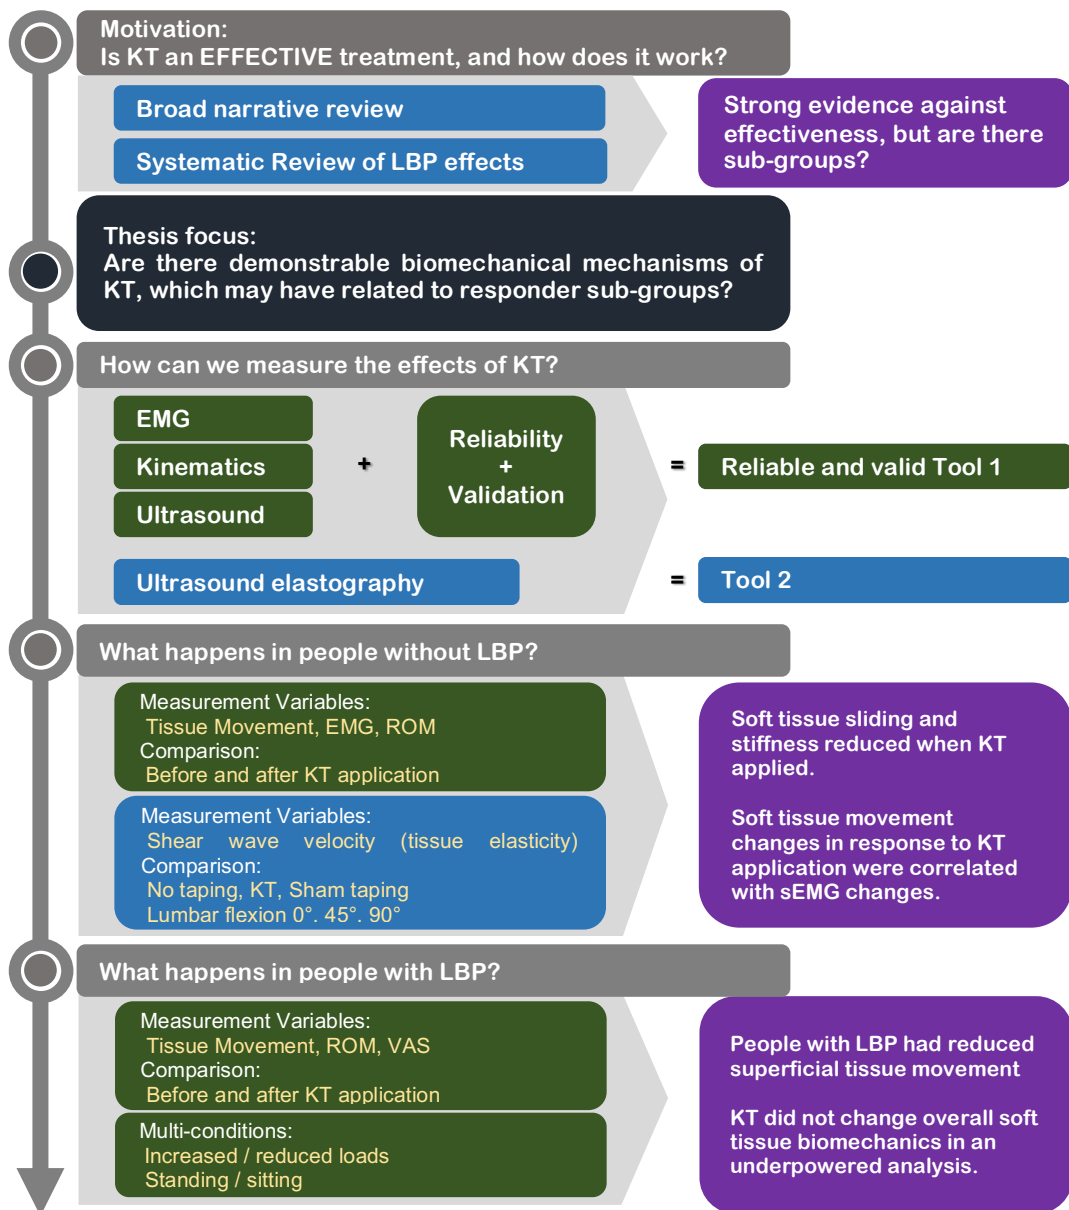 Motivation:
Is KT an EFFECTIVE treatment, and how does it work?
Broad narrative review
Systematic Review of LBP effects
Strong evidence against
effectiveness, but are there
sub-groups?
Thesis focus:
Are there demonstrable biomechanical mechanisms of
KT, which may have related to responder sub-groups?
How can we measure the effects of KT?
EMG
Kinematics
Ultrasound
+
Reliability
+
Validation
=
Reliable and valid Tool 1
Ultrasound elastography
=
Tool 2
What happens in people without LBP?
Measurement Variables:
Tissue Movement, EMG, ROM
Comparison:
Before and after KT application
Measurement Variables:
Shear wave velocity (tissue elasticity)
Comparison:
No taping, KT, Sham taping
Lumbar flexion 0°. 45°. 90°
Soft tissue sliding and
stiffness reduced when KT
applied.
Soft tissue movement
changes in response to KT
application were correlated
with sEMG changes.
What happens in people with LBP?
Measurement Variables:
Tissue Movement, ROM, VAS
Comparison:
Before and after KT application
Multi-conditions:
Increased / reduced loads
Standing / sitting
People with LBP had reduced
superficial tissue movement
KT did not change overall soft
tissue biomechanics in an
underpowered analysis.